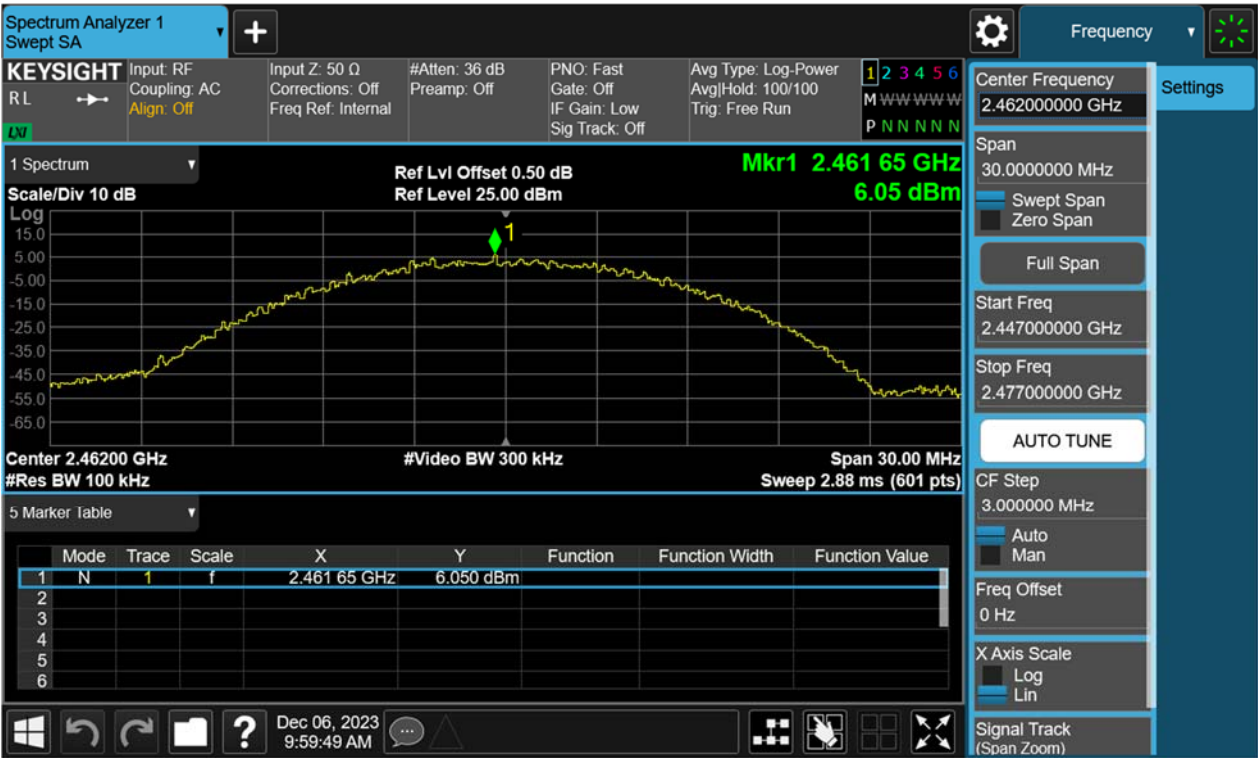 Spectrum Analyzer 1
Swept SA
Frequency
KEYSIGHT
R L
LXI
Input: RF
Coupling: AC
Align: Off
Input Z: 50 Ω
Corrections: Off
Freq Ref: Internal
#Atten: 36 dB
Preamp: Off
PNO: Fast
Gate: Off
IF Gain: Low
Sig Track: Off
Avg Type: Log-Power
Avg|Hold: 100/100
Trig: Free Run
1 2 3 4 5 6
M W W W W W
P N N N N N
1 Spectrum
Scale/Div 10 dB
Ref Lvl Offset 0.50 dB
Ref Level 25.00 dBm
Mkr1 2.461 65 GHz
6.05 dBm
Log
15.0
5.00
-5.00
-15.0
-25.0
-35.0
-45.0
-55.0
-65.0
1
Center 2.46200 GHz
#Video BW 300 kHz
Span 30.00 MHz
#Res BW 100 kHz
Sweep 2.88 ms (601 pts)
5 Marker Table
Mode Trace Scale X Y Function Function Width Function Value
1 N 1 f 2.461 65 GHz 6.050 dBm
2
3
4
5
6
?
Dec 06, 2023
9:59:49 AM
Center Frequency
2.462000000 GHz
Settings
Span
30.0000000 MHz
Swept Span
Zero Span
Full Span
Start Freq
2.447000000 GHz
Stop Freq
2.477000000 GHz
AUTO TUNE
CF Step
3.000000 MHz
Auto
Man
Freq Offset
0 Hz
X Axis Scale
Log
Lin
Signal Track
(Span Zoom)